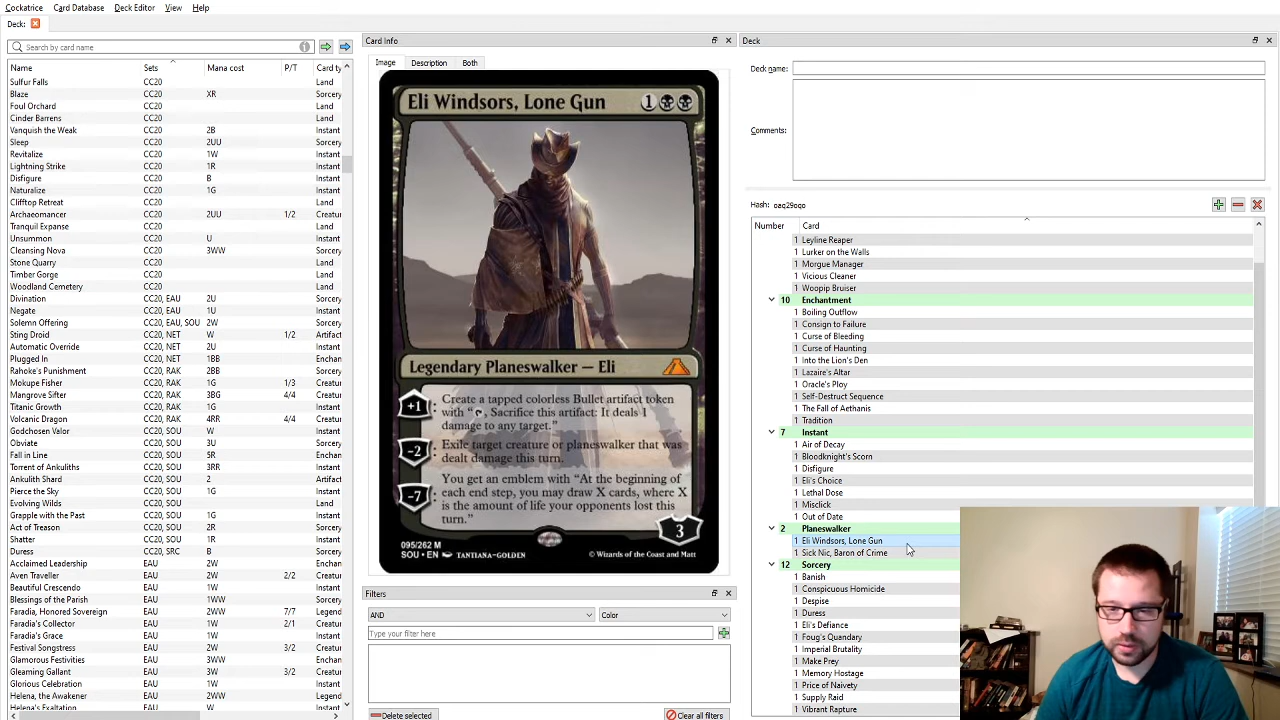 Cockatrice Card Database Deck Editor View Help
Deck:
Search by card name
Name Sets Mana cost P/T Card ty
Sulfur Falls CC20 Land
Blaze CC20 XR Sorcery
Foul Orchard CC20 Land
Cinder Barrens CC20 Land
Vanquish the Weak CC20 2B Instant
Sleep CC20 2UU Sorcery
Revitalize CC20 1W Instant
Lightning Strike CC20 1R Instant
Disfigure CC20 B Instant
Naturalize CC20 1G Instant
Clifftop Retreat CC20 Land
Archaeomancer CC20 2UU 1/2 Creatur
Tranquil Expanse CC20 Land
Unsummon CC20 U Instant
Cleansing Nova CC20 3WW Sorcery
Stone Quarry CC20 Land
Timber Gorge CC20 Land
Woodland Cemetery CC20 Land
Divination CC20, EAU 2U Sorcery
Negate CC20, EAU 1U Instant
Solemn Offering CC20, EAU, SOU 2W Sorcery
Sting Droid CC20, NET W 1/2 Artifact
Automatic Override CC20, NET 2U Instant
Plugged In CC20, NET 1BB Enchan
Rahoke's Punishment CC20, RAK 2BB Sorcery
Mokupe Fisher CC20, RAK 1G 1/3 Creatur
Mangrove Sifter CC20, RAK 3BG 4/4 Creatur
Titanic Growth CC20, RAK 1G Instant
Volcanic Dragon CC20, RAK 4RR 4/4 Creatur
Godchosen Valor CC20, SOU W Instant
Obviate CC20, SOU 3U Instant
Fall in Line CC20, SOU 5R Instant
Torrent of Ankuliths CC20, SOU 3RR Instant
Ankulith Shard CC20, SOU 2 Artifact
Pierce the Sky CC20, SOU 1G Instant
Evolving Wilds CC20, SOU Land
Grapple with the Past CC20, SOU 1G Instant
Act of Treason CC20, SOU 2R Sorcery
Shatter CC20, SOU 1R Instant
Duress CC20, SRC B Sorcery
Acclaimed Leadership EAU 2W Enchan
Aven Traveller EAU 2W 2/2 Creatur
Beautiful Crescendo EAU 1W Instant
Blessings of the Parish EAU 1WW Instant
Faradia, Honored Sovereign EAU 2WW 7/7 Legend
Faradia's Collector EAU 1W 2/1 Creatur
Faradia's Grace EAU 1W Instant
Festival Songstress EAU 2W 3/2 Creatur
Glamorous Festivities EAU 3WW Enchan
Gleaming Gallant EAU 3W 3/2 Creatur
Glorious Celebration EAU 1W Instant
Helena, the Awakener EAU 2WW Legend
Helena's Exaltation EAU 2W Instant
Card Info
Image Description Both
Eli Windsors, Lone Gun 1
Legendary Planeswalker — Eli
+1 : Create a tapped colorless Bullet artifact token
with “ , Sacrifice this artifact: It deals 1
damage to any target.”
-2 : Exile target creature or planeswalker that was
dealt damage this turn.
-7 : You get an emblem with “At the beginning of
each end step, you may draw X cards, where X
is the amount of life your opponents lost this
turn.”
3
095/262 M
SOU • EN TANTIANA-GOLDEN © Wizards of the Coast and Matt
Filters
AND Color
Type your filter here
Delete selected Clear all filters
Deck
Deck name:
Comments:
Hash: oaq29oqo
Number Card
1 Leyline Reaper
1 Lurker on the Walls
1 Morgue Manager
1 Vicious Cleaner
1 Woopip Bruiser
10 Enchantment
1 Boiling Outflow
1 Consign to Failure
1 Curse of Bleeding
1 Curse of Haunting
1 Into the Lion's Den
1 Lazaire's Altar
1 Oracle's Ploy
1 Self-Destruct Sequence
1 The Fall of Aethanis
1 Tradition
7 Instant
1 Air of Decay
1 Bloodknight's Scorn
1 Disfigure
1 Eli's Choice
1 Lethal Dose
1 Misclick
1 Out of Date
2 Planeswalker
1 Eli Windsors, Lone Gun
1 Sick Nic, Baron of Crime
12 Sorcery
1 Banish
1 Conspicuous Homicide
1 Despise
1 Duress
1 Eli's Defiance
1 Foug's Quandary
1 Imperial Brutality
1 Make Prey
1 Memory Hostage
1 Price of Naivety
1 Supply Raid
1 Vibrant Rapture